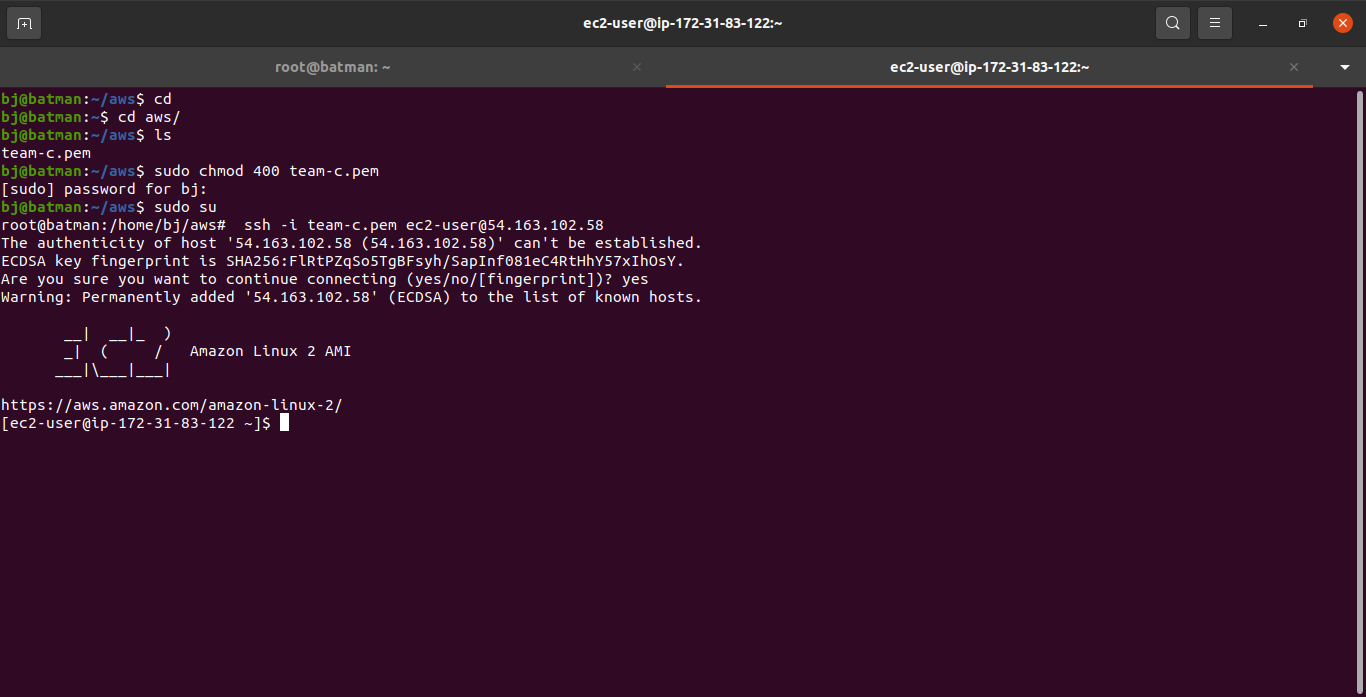 ec2-user@ip-172-31-83-122:~
root@batman: ~
ec2-user@ip-172-31-83-122:~
bj@batman:~/aws$ cd
bj@batman:~$ cd aws/
bj@batman:~/aws$ ls
team-c.pem
bj@batman:~/aws$ sudo chmod 400 team-c.pem
[sudo] password for bj:
bj@batman:~/aws$ sudo su
root@batman:/home/bj/aws#  ssh -i team-c.pem ec2-user@54.163.102.58
The authenticity of host '54.163.102.58 (54.163.102.58)' can't be established.
ECDSA key fingerprint is SHA256:FlRtPZqSo5TgBFsyh/SapInf081eC4RtHhY57xIhOsY.
Are you sure you want to continue connecting (yes/no/[fingerprint])? yes
Warning: Permanently added '54.163.102.58' (ECDSA) to the list of known hosts.
       __|  __|_  )
       _|  (     /   Amazon Linux 2 AMI
      ___|\___|___|
https://aws.amazon.com/amazon-linux-2/
[ec2-user@ip-172-31-83-122 ~]$